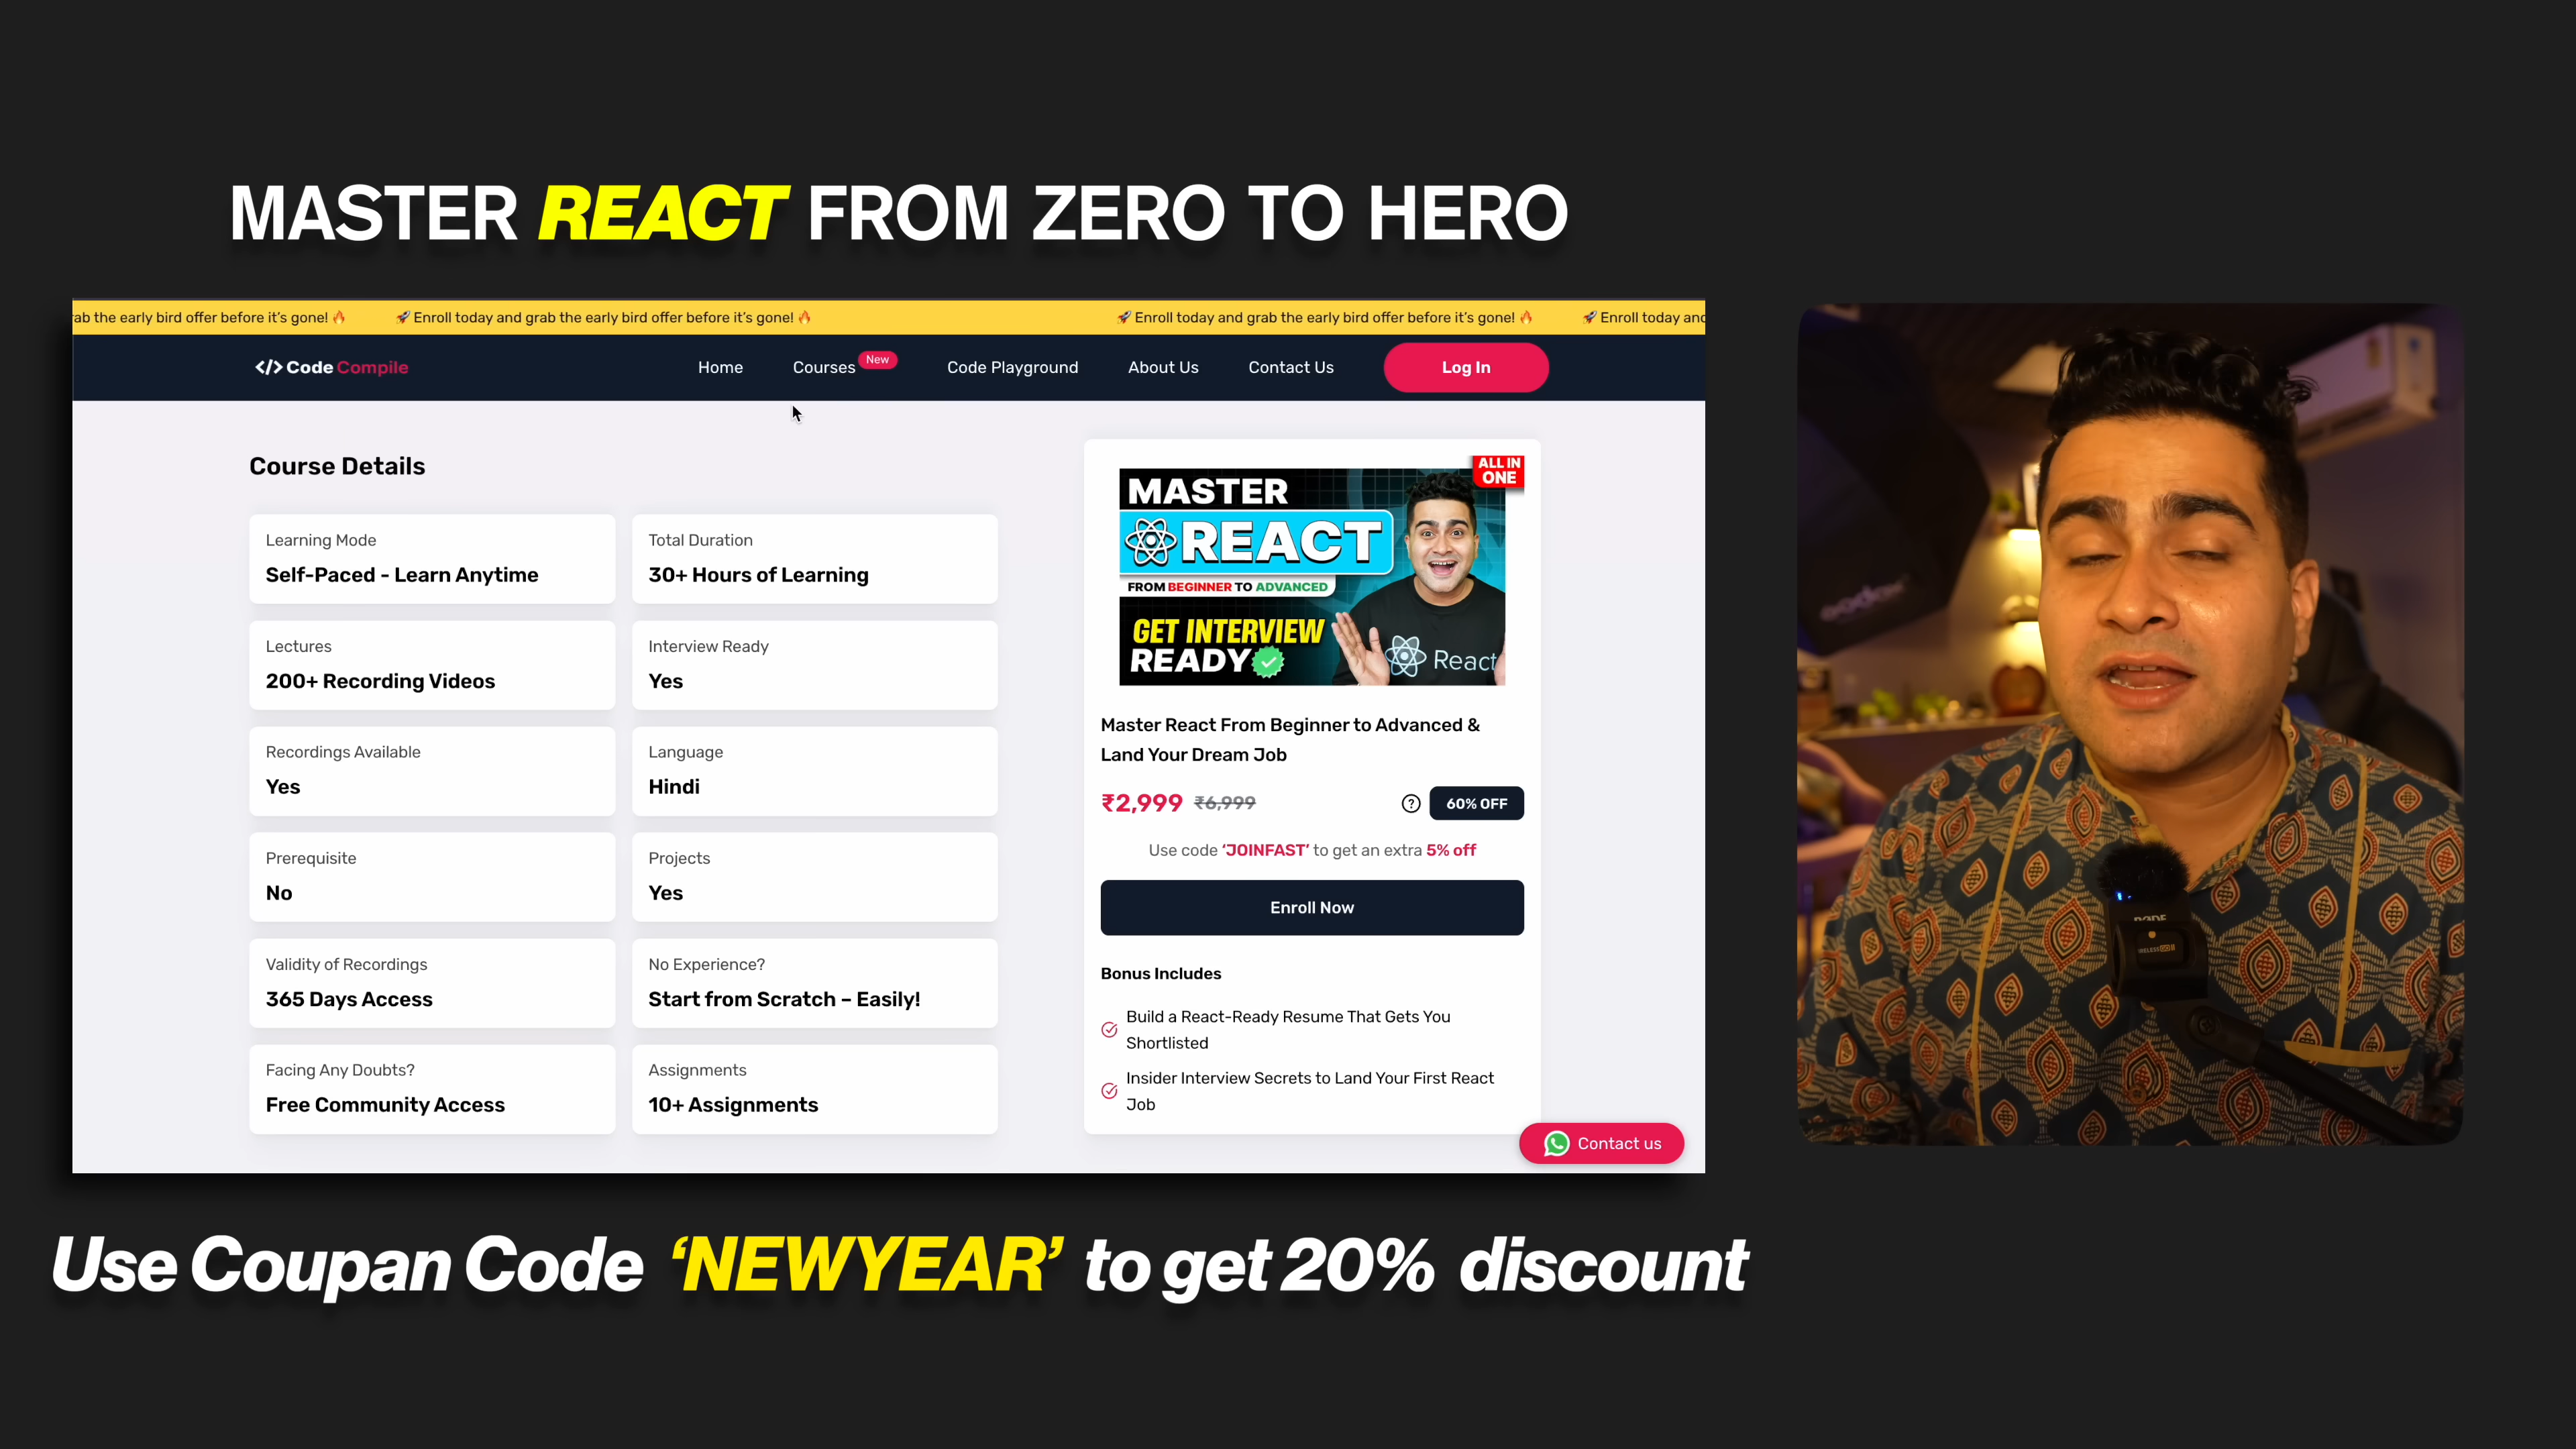 MASTER REACT FROM ZERO TO HERO
rab the early bird offer before it's gone! 🔥 🚀 Enroll today and grab the early bird offer before it's gone! 🔥 🚀 Enroll today and grab the early bird offer before it's gone! 🔥 🚀 Enroll today and
</> Code Compile
Home Courses New Code Playground About Us Contact Us Log In
Course Details
Learning Mode
Self-Paced - Learn Anytime
Total Duration
30+ Hours of Learning
Lectures
200+ Recording Videos
Interview Ready
Yes
Recordings Available
Yes
Language
Hindi
Prerequisite
No
Projects
Yes
Validity of Recordings
365 Days Access
No Experience?
Start from Scratch – Easily!
Facing Any Doubts?
Free Community Access
Assignments
10+ Assignments
ALL IN
ONE
MASTER
REACT
FROM BEGINNER TO ADVANCED
GET INTERVIEW
READY
React
Master React From Beginner to Advanced &
Land Your Dream Job
₹2,999 ₹6,999 ? 60% OFF
Use code 'JOINFAST' to get an extra 5% off
Enroll Now
Bonus Includes
Build a React-Ready Resume That Gets You
Shortlisted
Insider Interview Secrets to Land Your First React
Job
Contact us
RODE
Use Coupan Code 'NEWYEAR' to get 20% discount